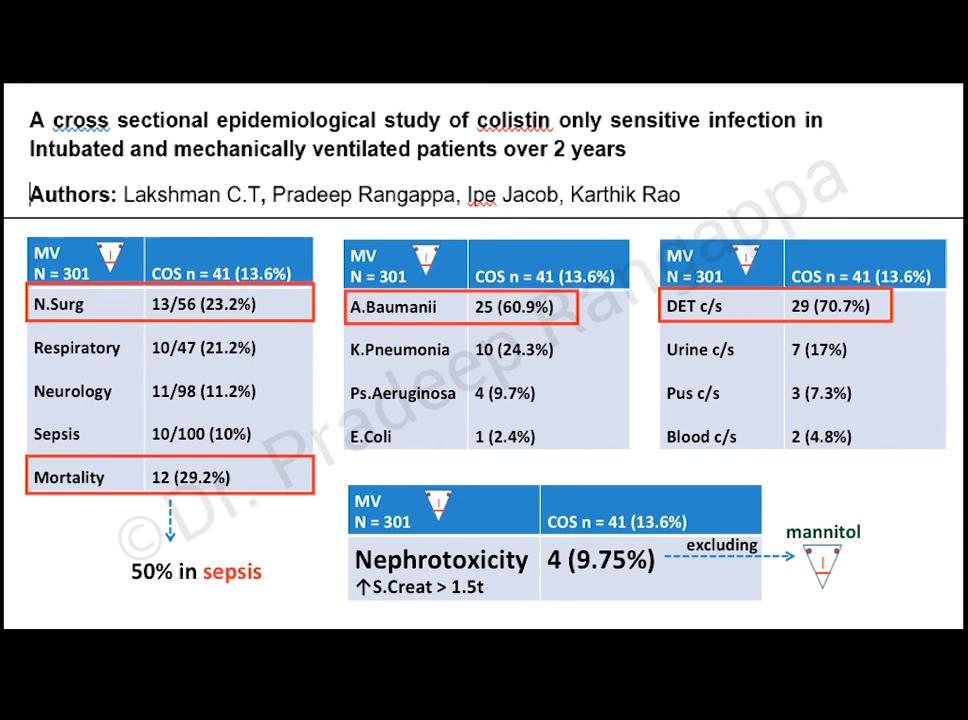 A cross sectional epidemiological study of colistin only sensitive infection in
Intubated and mechanically ventilated patients over 2 years
Authors: Lakshman C.T, Pradeep Rangappa, Ipe Jacob, Karthik Rao
MV
N = 301 COS n = 41 (13.6%)
N.Surg 13/56 (23.2%)
Respiratory 10/47 (21.2%)
Neurology 11/98 (11.2%)
Sepsis 10/100 (10%)
Mortality 12 (29.2%)
50% in sepsis
MV
N = 301 COS n = 41 (13.6%)
A.Baumanii 25 (60.9%)
K.Pneumonia 10 (24.3%)
Ps.Aeruginosa 4 (9.7%)
E.Coli 1 (2.4%)
MV
N = 301 COS n = 41 (13.6%)
DET c/s 29 (70.7%)
Urine c/s 7 (17%)
Pus c/s 3 (7.3%)
Blood c/s 2 (4.8%)
MV
N = 301 COS n = 41 (13.6%)
Nephrotoxicity 4 (9.75%)
↑S.Creat > 1.5t
excluding
mannitol
©Dr. Pradeep Rangappa